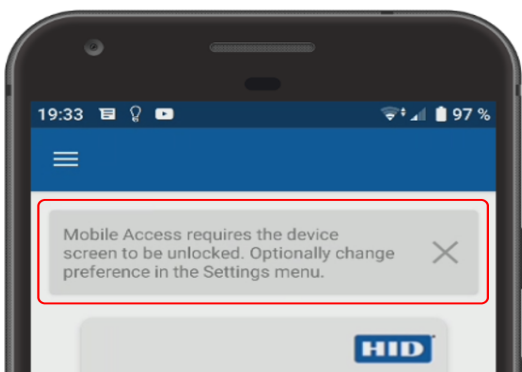 19:33
97 %
Mobile Access requires the device
screen to be unlocked. Optionally change
preference in the Settings menu.
HID